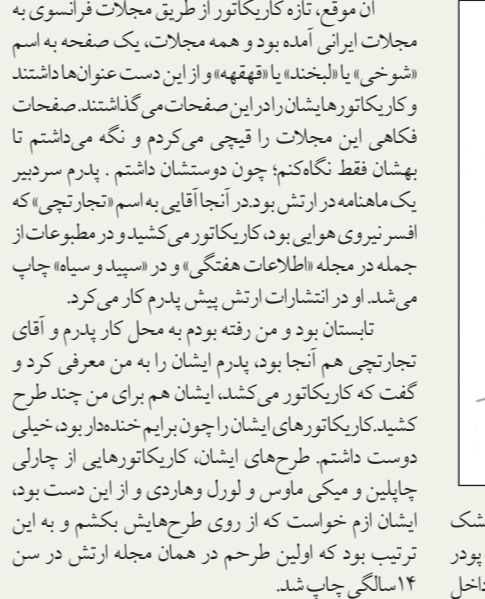 آن موقع، تازه کاریکاتور از طریق مجلات فرانسوی به
مجلات ایرانی آمده بود و همه مجلات، یک صفحه به اسم
«شوخی» یا «لبخند» یا «قهقهه» و از این دست عنوان‌ها داشتند
و کاریکاتورهایشان را در این صفحات می‌گذاشتند. صفحات
فکاهی این مجلات را قیچی می‌کردم و نگه می‌داشتم تا
بهشان فقط نگاه کنم؛ چون دوستشان داشتم . پدرم سردبیر
یک ماهنامه در ارتش بود.در آنجا آقایی به اسم «تجارتچی» که
افسر نیروی هوایی بود، کاریکاتور می‌کشید و در مطبوعات از
جمله در مجله «اطلاعات هفتگی» و در «سپید و سیاه» چاپ
می‌شد. او در انتشارات ارتش پیش پدرم کار می‌کرد.
تابستان بود و من رفته بودم به محل کار پدرم و آقای
تجارتچی هم آنجا بود، پدرم ایشان را به من معرفی کرد و
گفت که کاریکاتور می‌کشد، ایشان هم برای من چند طرح
کشید.کاریکاتورهای ایشان را چون برایم خنده‌دار بود، خیلی
دوست داشتم. طرح‌های ایشان، کاریکاتورهایی از چارلی
چاپلین و میکی ماوس و لورل وهاردی و از این دست بود،
ایشان ازم خواست که از روی طرح‌هایش بکشم و به این
ترتیب بود که اولین طرحم در همان مجله ارتش در سن
۱۴سالگی چاپ شد.
شک
پودر
داخل